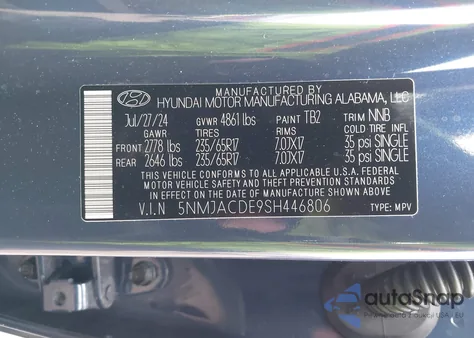 MANUFACTURED BY
HYUNDAI MOTOR MANUFACTURING ALABAMA, LLC
Jul/27/24 GVWR 4861 lbs PAINT TB2 TRIM NNB
GAWR TIRES RIMS COLD TIRE INFL
FRONT 2778 lbs 235/65R17 7.0JX17 35 psi SINGLE
REAR 2646 lbs 235/65R17 7.0JX17 35 psi SINGLE
THIS VEHICLE CONFORMS TO ALL APPLICABLE U.S.A. FEDERAL
MOTOR VEHICLE SAFETY AND THEFT PREVENTION STANDARDS
IN EFFECT ON THE DATE OF MANUFACTURE SHOWN ABOVE.
V.I.N 5NMJACDE9SH446806 TYPE: MPV
autoSnap